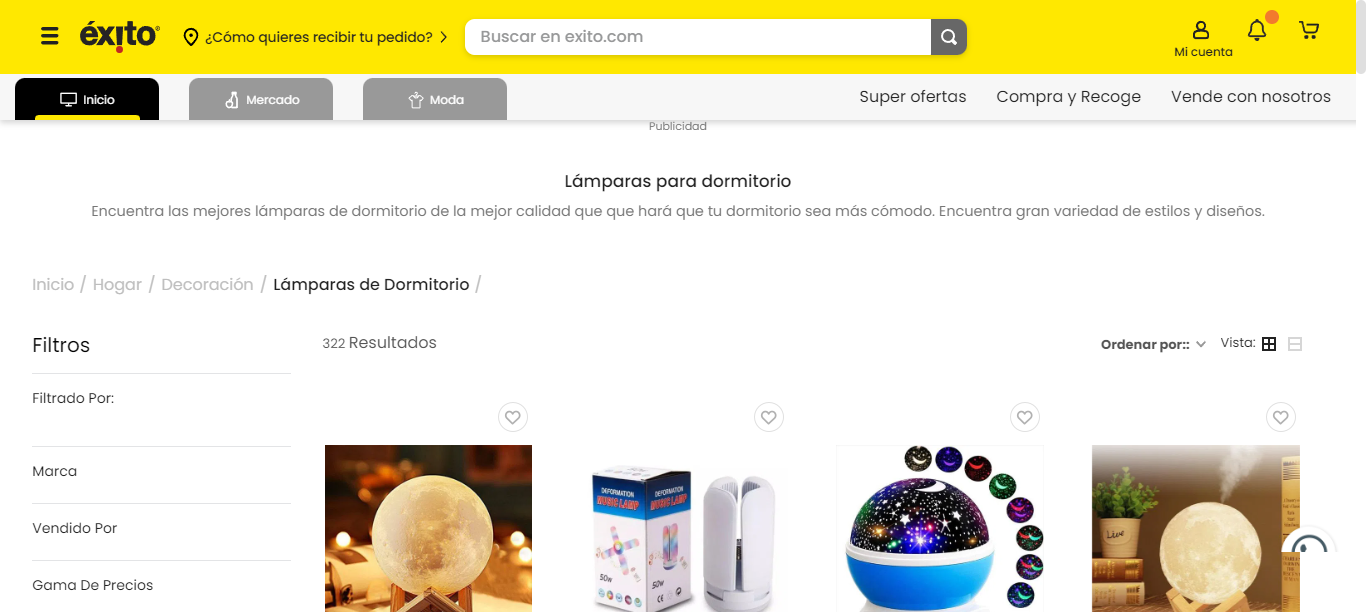 éxito
¿Cómo quieres recibir tu pedido?
Buscar en exito.com
Mi cuenta
Inicio
Mercado
Moda
Super ofertas
Compra y Recoge
Vende con nosotros
Publicidad
Lámparas para dormitorio
Encuentra las mejores lámparas de dormitorio de la mejor calidad que que hará que tu dormitorio sea más cómodo. Encuentra gran variedad de estilos y diseños.
Inicio / Hogar / Decoración / Lámparas de Dormitorio /
Filtros
322 Resultados
Ordenar por::
Vista:
Filtrado Por:
Marca
Vendido Por
Gama De Precios
DEFORMATION
MUSIC LAMP
50W
DEFORMATION
MUSIC LAMP
50W
Live